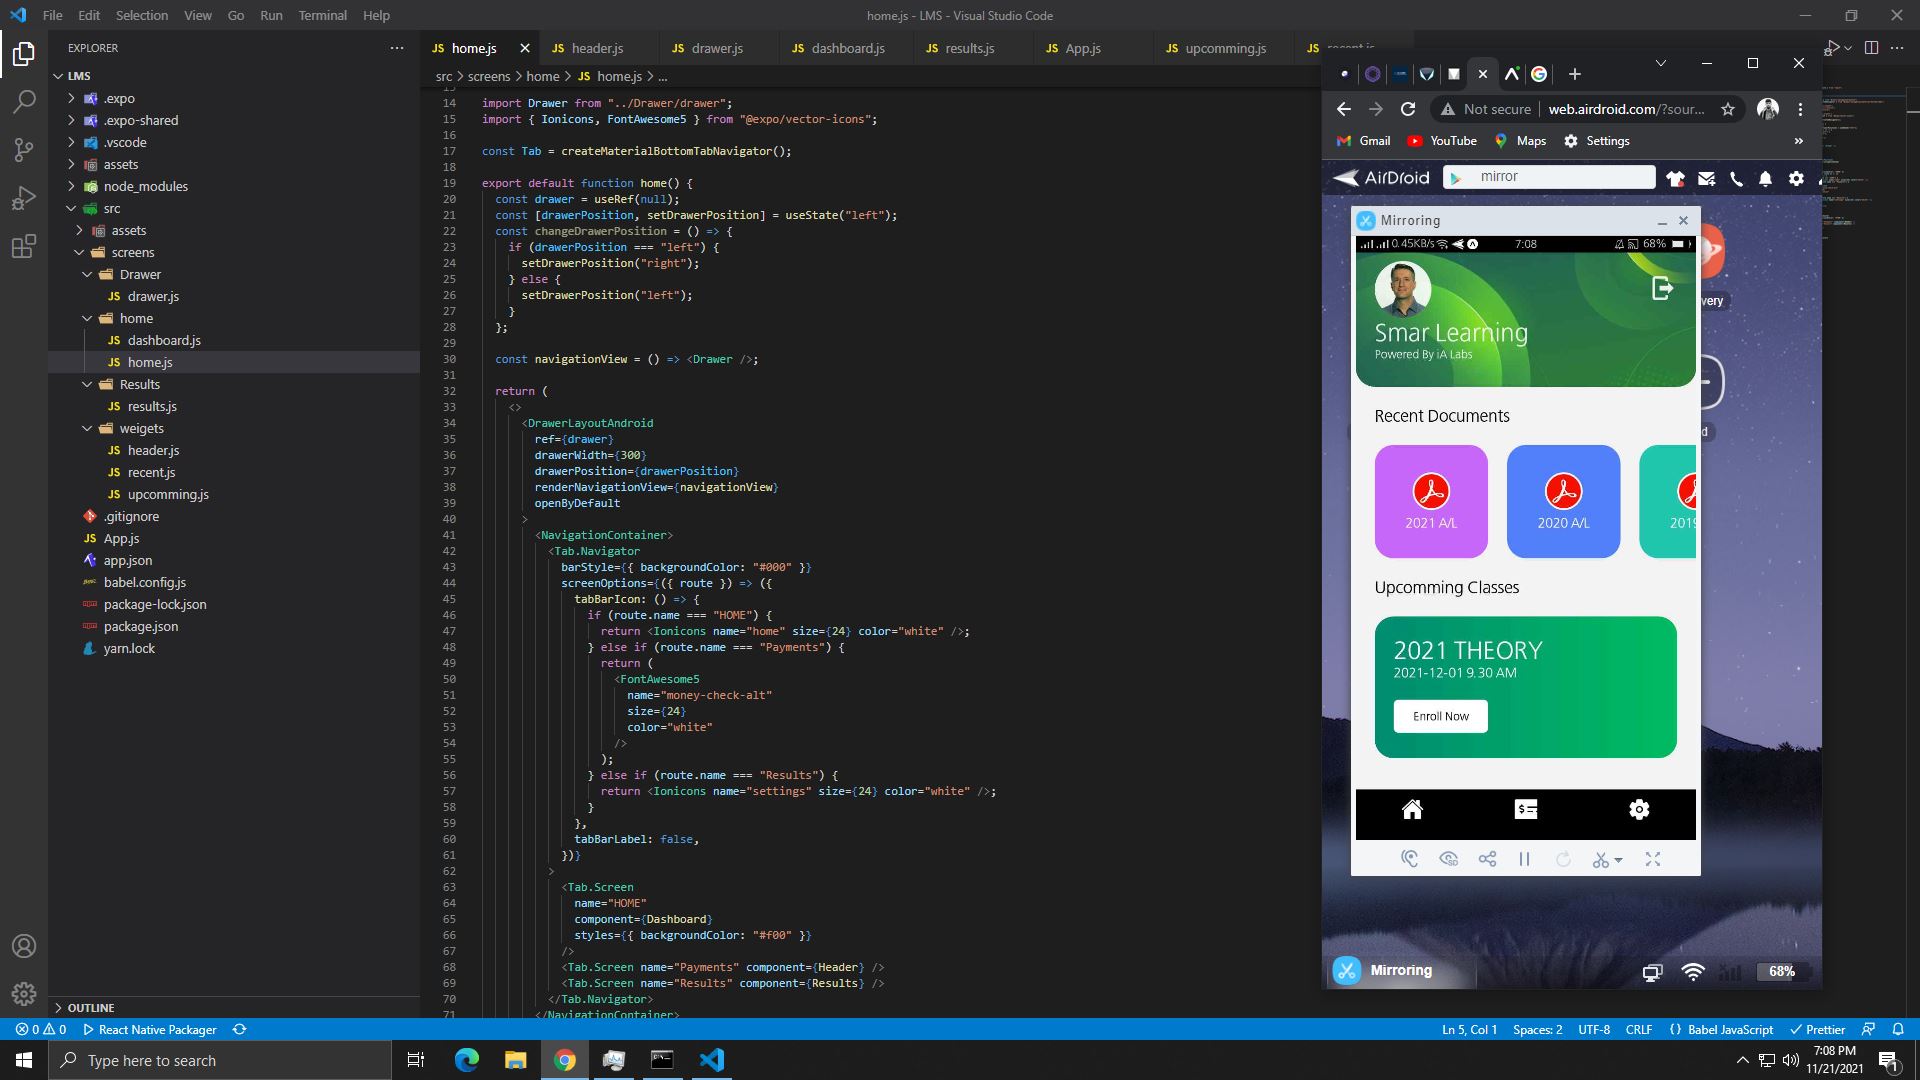 File Edit Selection View Go Run Terminal Help
home.js - LMS - Visual Studio Code
EXPLORER
LMS
.expo
.expo-shared
.vscode
assets
node_modules
src
assets
screens
Drawer
drawer.js
home
dashboard.js
home.js
Results
results.js
weigets
header.js
recent.js
upcomming.js
.gitignore
App.js
app.json
babel.config.js
package-lock.json
package.json
yarn.lock
OUTLINE
JS home.js JS header.js JS drawer.js JS dashboard.js JS results.js JS App.js JS upcomming.js JS recent.js
src > screens > home > JS home.js > ...
14 import Drawer from "../Drawer/drawer";
15 import { Ionicons, FontAwesome5 } from "@expo/vector-icons";
16
17 const Tab = createMaterialBottomTabNavigator();
18
19 export default function home() {
20 const drawer = useRef(null);
21 const [drawerPosition, setDrawerPosition] = useState("left");
22 const changeDrawerPosition = () => {
23 if (drawerPosition === "left") {
24 setDrawerPosition("right");
25 } else {
26 setDrawerPosition("left");
27 }
28 };
29
30 const navigationView = () => <Drawer />;
31
32 return (
33 <>
34 <DrawerLayoutAndroid
35 ref={drawer}
36 drawerWidth={300}
37 drawerPosition={drawerPosition}
38 renderNavigationView={navigationView}
39 openByDefault
40 >
41 <NavigationContainer>
42 <Tab.Navigator
43 barStyle={{ backgroundColor: "#000" }}
44 screenOptions={({ route }) => ({
45 tabBarIcon: () => {
46 if (route.name === "HOME") {
47 return <Ionicons name="home" size={24} color="white" />;
48 } else if (route.name === "Payments") {
49 return (
50 <FontAwesome5
51 name="money-check-alt"
52 size={24}
53 color="white"
54 />
55 );
56 } else if (route.name === "Results") {
57 return <Ionicons name="settings" size={24} color="white" />;
58 }
59 },
60 tabBarLabel: false,
61 })}
62 >
63 <Tab.Screen
64 name="HOME"
65 component={Dashboard}
66 styles={{ backgroundColor: "#f00" }}
67 />
68 <Tab.Screen name="Payments" component={Header} />
69 <Tab.Screen name="Results" component={Results} />
70 </Tab.Navigator>
71 </NavigationContainer>
Not secure web.airdroid.com/?sour...
Gmail YouTube Maps Settings »
AirDroid mirror
Mirroring
0.45KB/s 7:08 68%
Smar Learning
Powered By iA Labs
Recent Documents
2021 A/L 2020 A/L 2019
Upcomming Classes
2021 THEORY
2021-12-01 9.30 AM
Enroll Now
SD
very
d
Mirroring 68%
0 0 React Native Packager
Ln 5, Col 1 Spaces: 2 UTF-8 CRLF {} Babel JavaScript Prettier
Type here to search
7:08 PM
11/21/2021
1